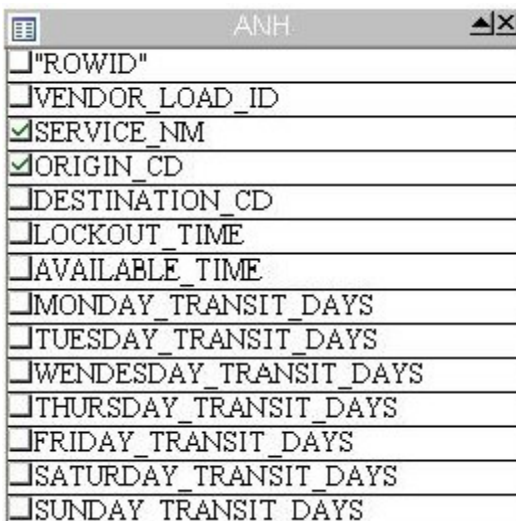 ANH
"ROWID"
VENDOR_LOAD_ID
SERVICE_NM
ORIGIN_CD
DESTINATION_CD
LOCKOUT_TIME
AVAILABLE_TIME
MONDAY_TRANSIT_DAYS
TUESDAY_TRANSIT_DAYS
WENDESDAY_TRANSIT_DAYS
THURSDAY_TRANSIT_DAYS
FRIDAY_TRANSIT_DAYS
SATURDAY_TRANSIT_DAYS
SUNDAY_TRANSIT_DAYS